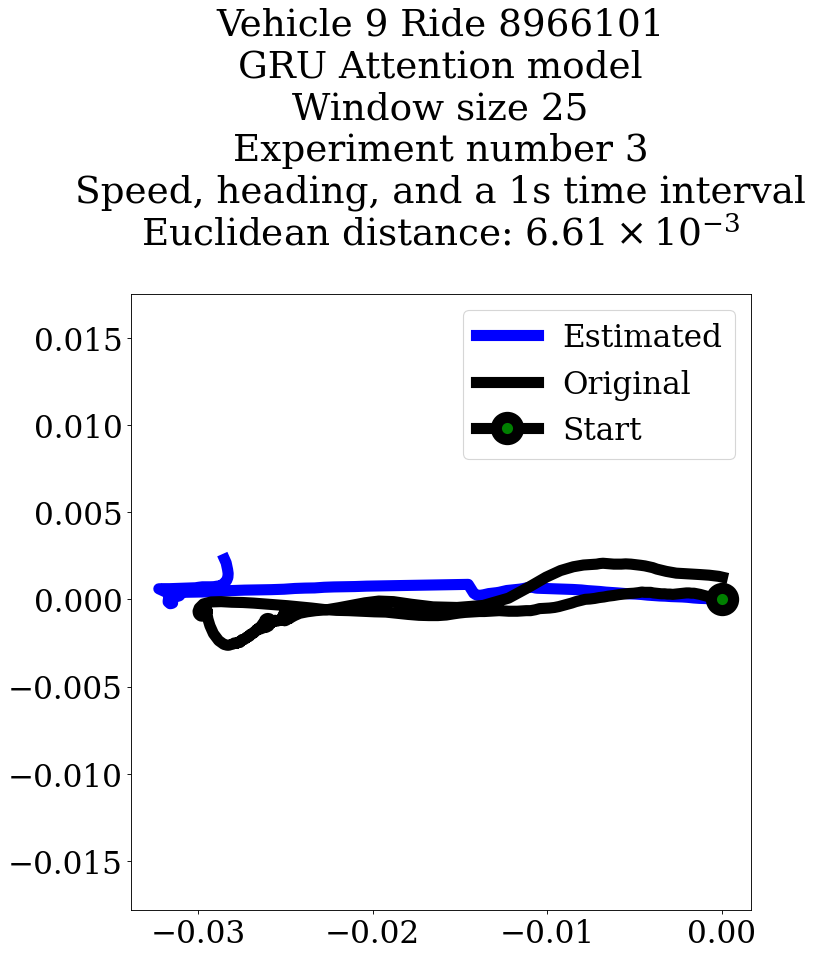 Vehicle 9 Ride 8966101
GRU Attention model
Window size 25
Experiment number 3
Speed, heading, and a 1s time interval
Euclidean distance: 6.61 × 10⁻³
Estimated
Original
Start
0.015
0.010
0.005
0.000
−0.005
−0.010
−0.015
−0.03 −0.02 −0.01 0.00